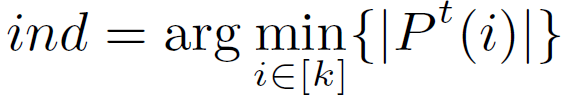 ind = arg min_{i∈[k]} {|P^t(i)|}